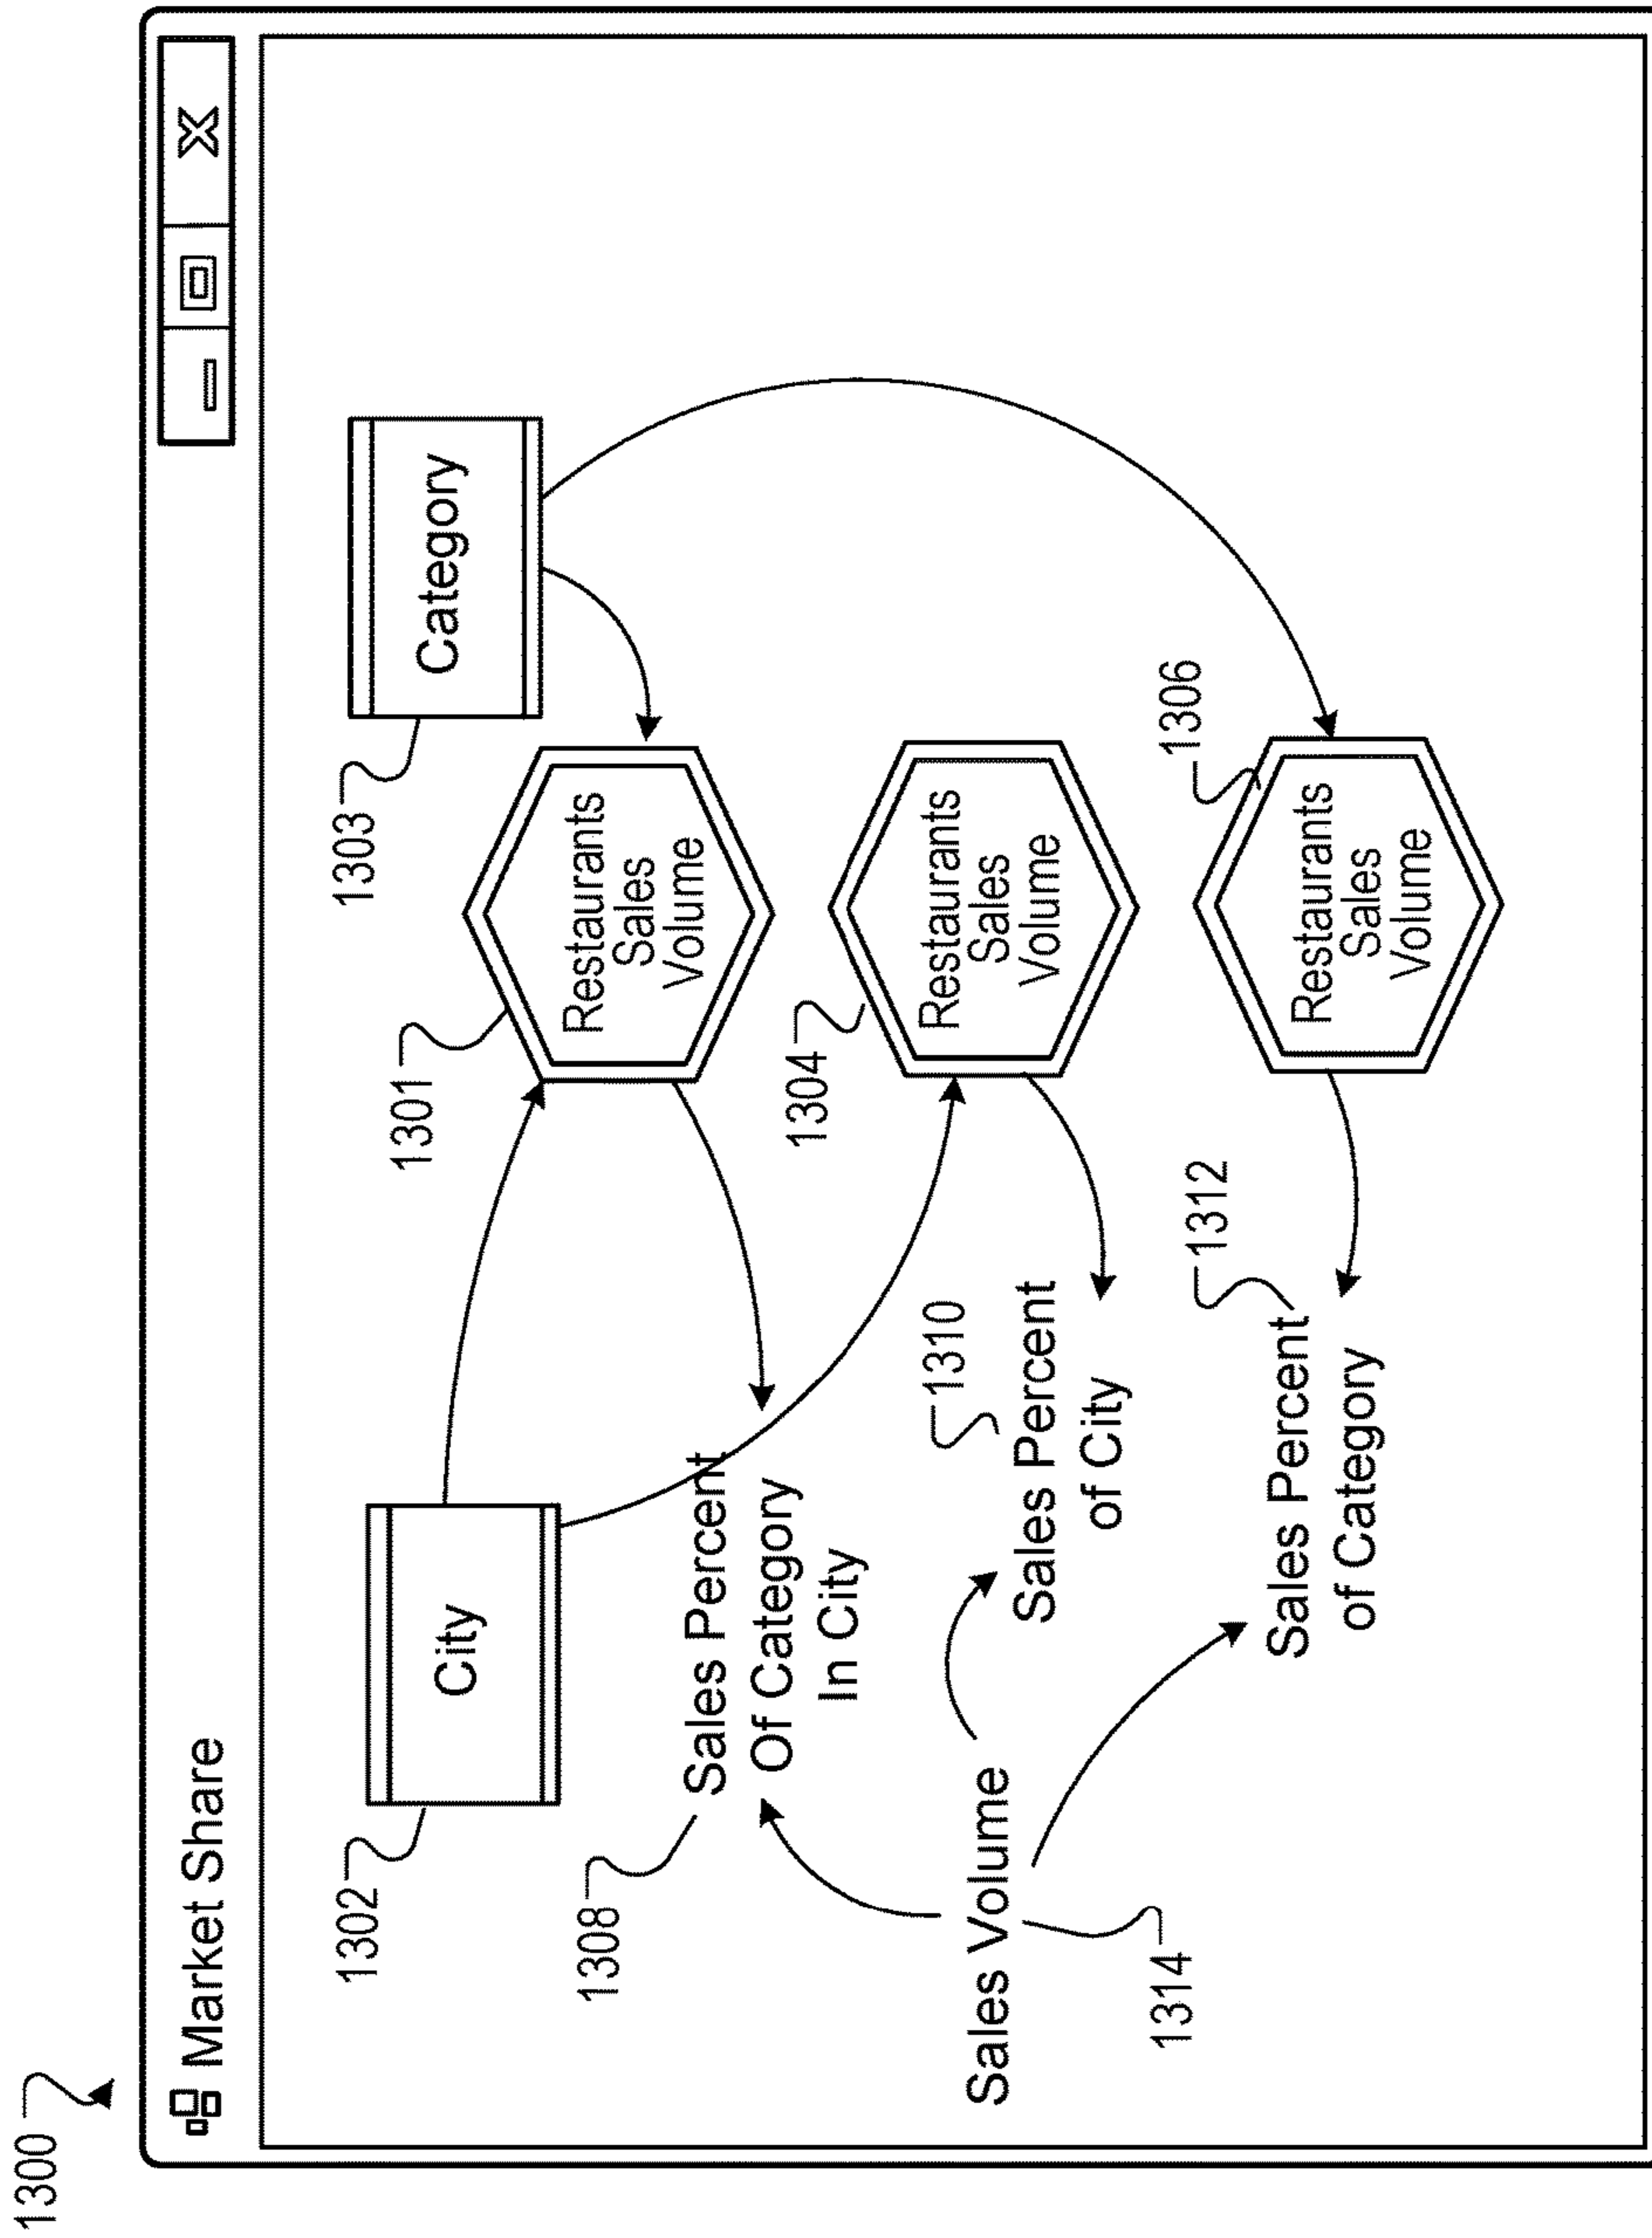 1300
Market Share
1302
City
1303
Category
1301
Restaurants
Sales
Volume
1308
Sales Percent
Of Category
In City
1304
Restaurants
Sales
Volume
1310
Sales Percent
of City
Sales Volume
1314
1306
Restaurants
Sales
Volume
1312
Sales Percent
of Category